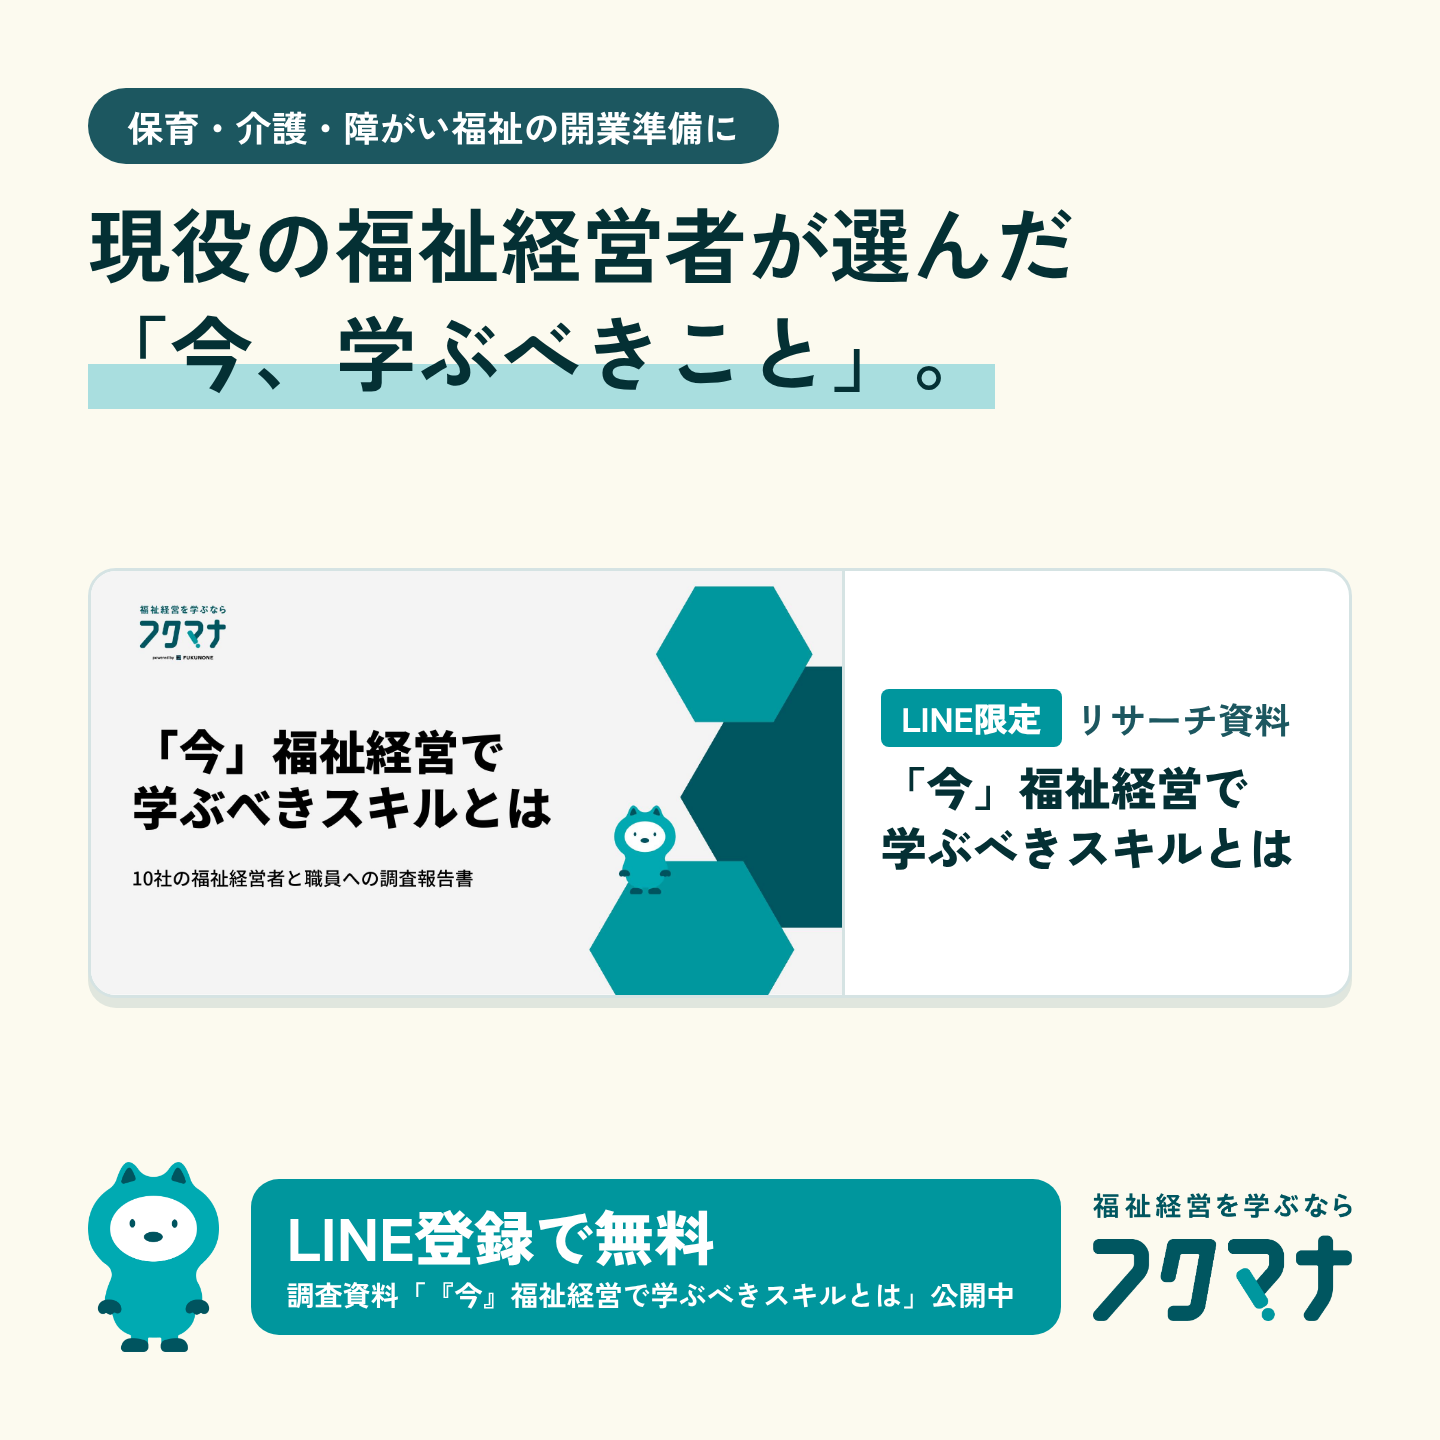 保育・介護・障がい福祉の開業準備に
現役の福祉経営者が選んだ
「今、学ぶべきこと」。
福祉経営を学ぶなら
フクマナ
powered by FUKUNONE
「今」福祉経営で
学ぶべきスキルとは
10社の福祉経営者と職員への調査報告書
LINE限定 リサーチ資料
「今」福祉経営で
学ぶべきスキルとは
LINE登録で無料
調査資料「『今』福祉経営で学ぶべきスキルとは」公開中
福祉経営を学ぶなら
フクマナ